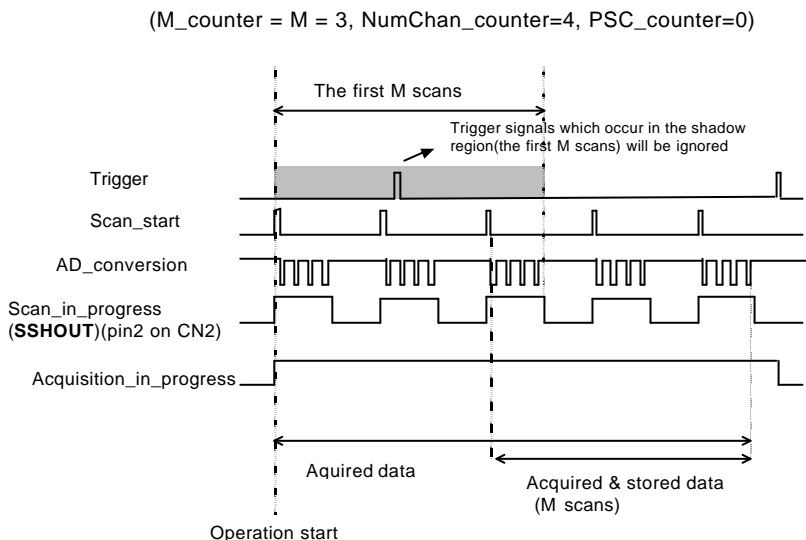 (M_counter = M = 3, NumChan_counter=4, PSC_counter=0)
The first M scans
Trigger signals which occur in the shadow
region(the first M scans) will be ignored
Trigger
Scan_start
AD_conversion
Scan_in_progress
(SSHOUT)(pin2 on CN2)
Acquisition_in_progress
Aquired data
Acquired & stored data
(M scans)
Operation start